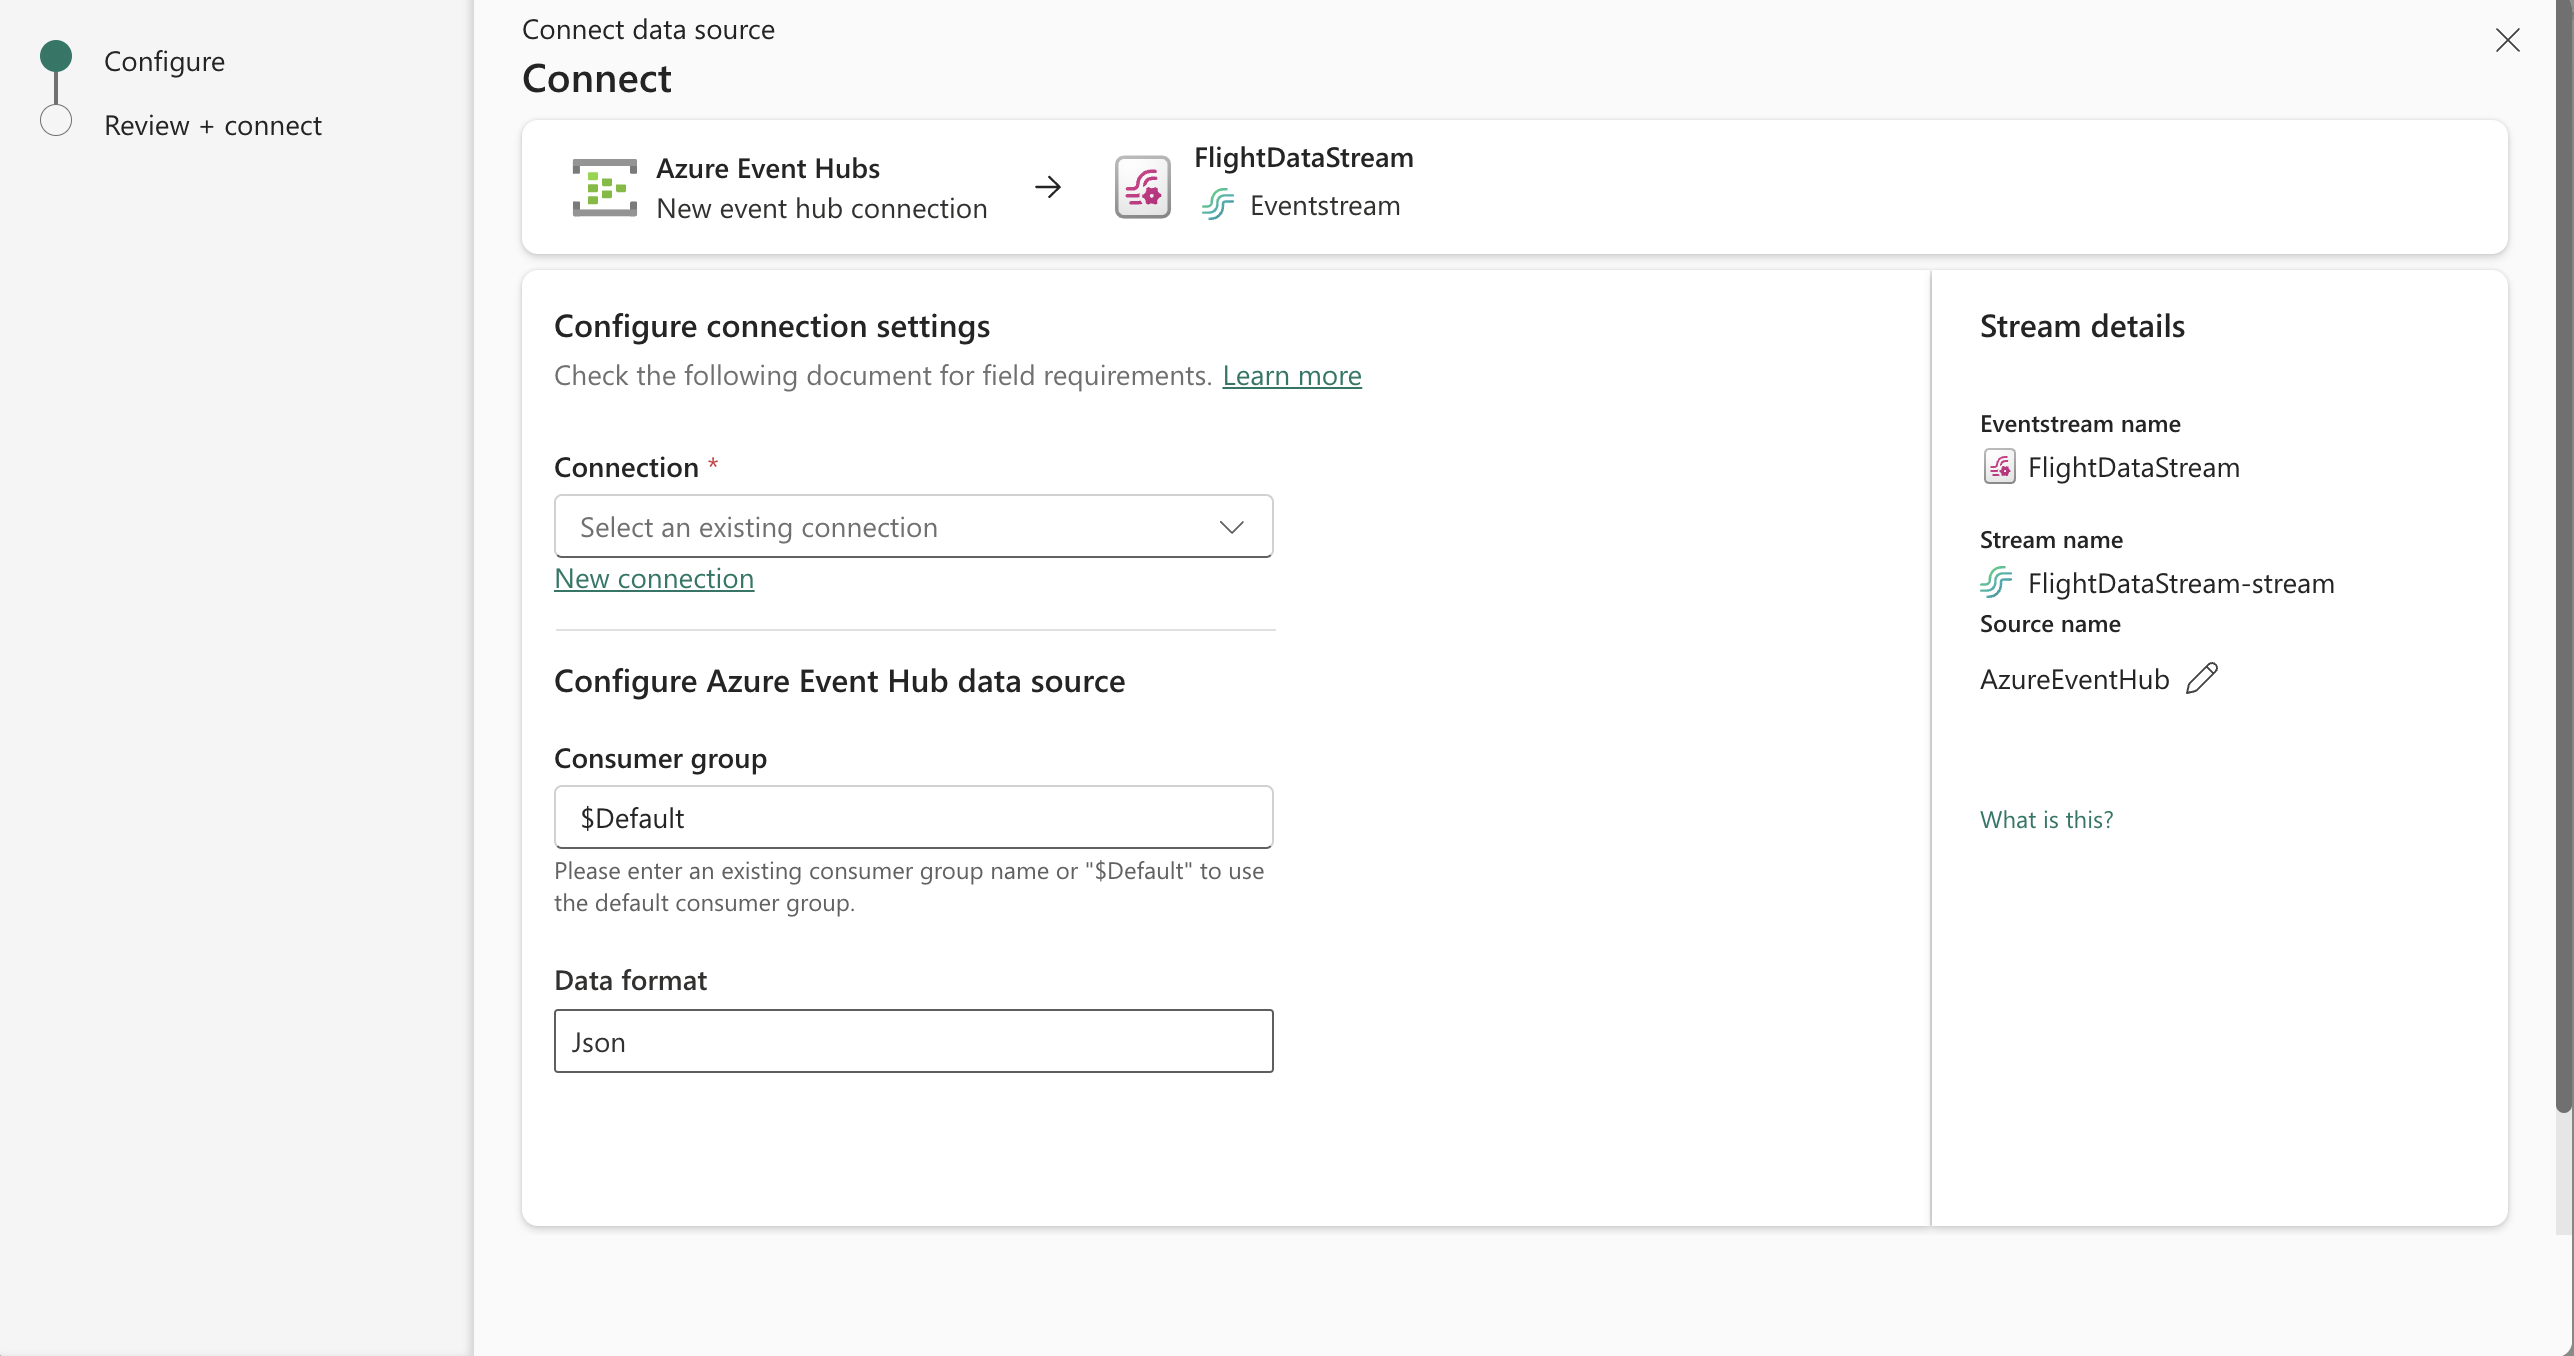 Configure
Review + connect
Connect data source
Connect
Azure Event Hubs
New event hub connection
FlightDataStream
Eventstream
Configure connection settings
Check the following document for field requirements. Learn more
Connection *
Select an existing connection
New connection
Configure Azure Event Hub data source
Consumer group
$Default
Please enter an existing consumer group name or "$Default" to use
the default consumer group.
Data format
Json
Stream details
Eventstream name
FlightDataStream
Stream name
FlightDataStream-stream
Source name
AzureEventHub
What is this?